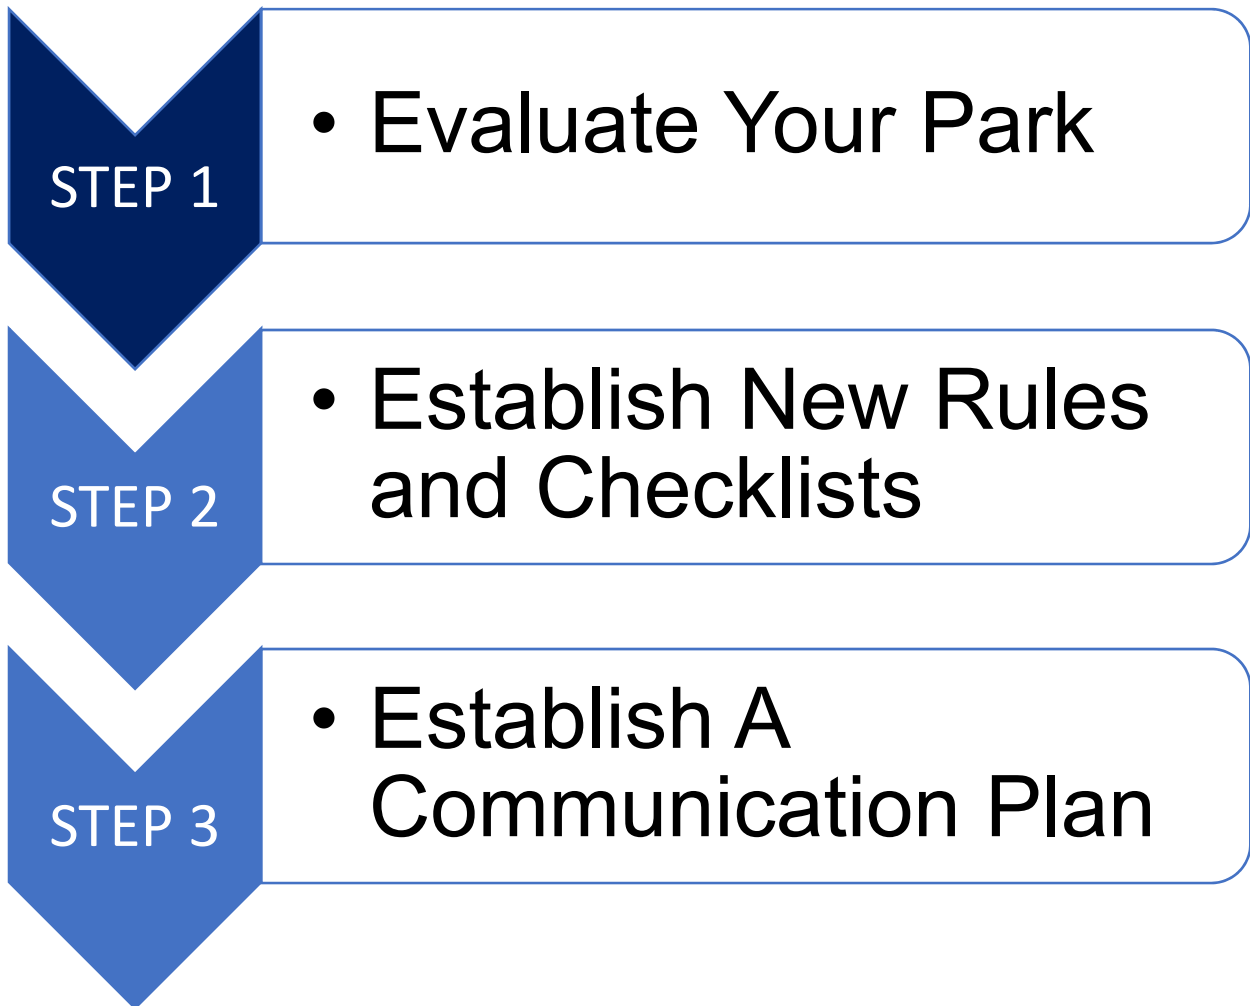 STEP 1
• Evaluate Your Park
STEP 2
• Establish New Rules
and Checklists
STEP 3
• Establish A
Communication Plan